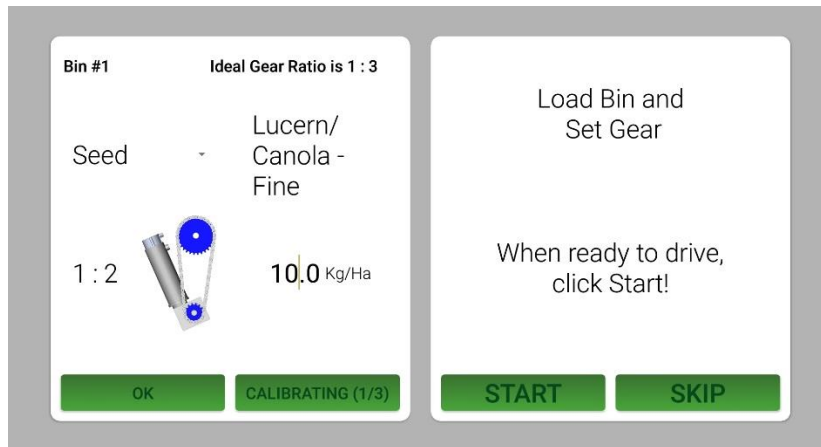 Bin #1 Ideal Gear Ratio is 1 : 3
Seed
Lucern/
Canola -
Fine
1 : 2
10.0 Kg/Ha
OK
CALIBRATING (1/3)
Load Bin and
Set Gear
When ready to drive,
click Start!
START
SKIP